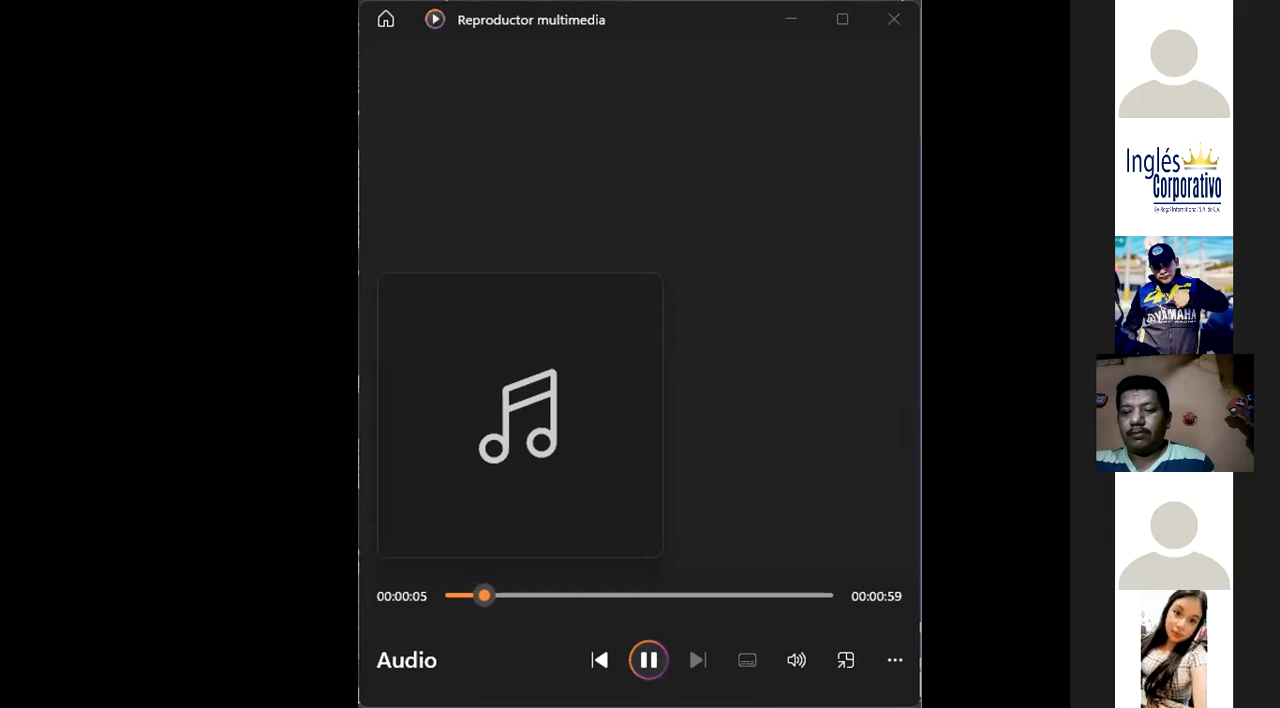 Reproductor multimedia
Inglés
Corporativo
YAMAHA
00:00:05
00:00:59
Audio